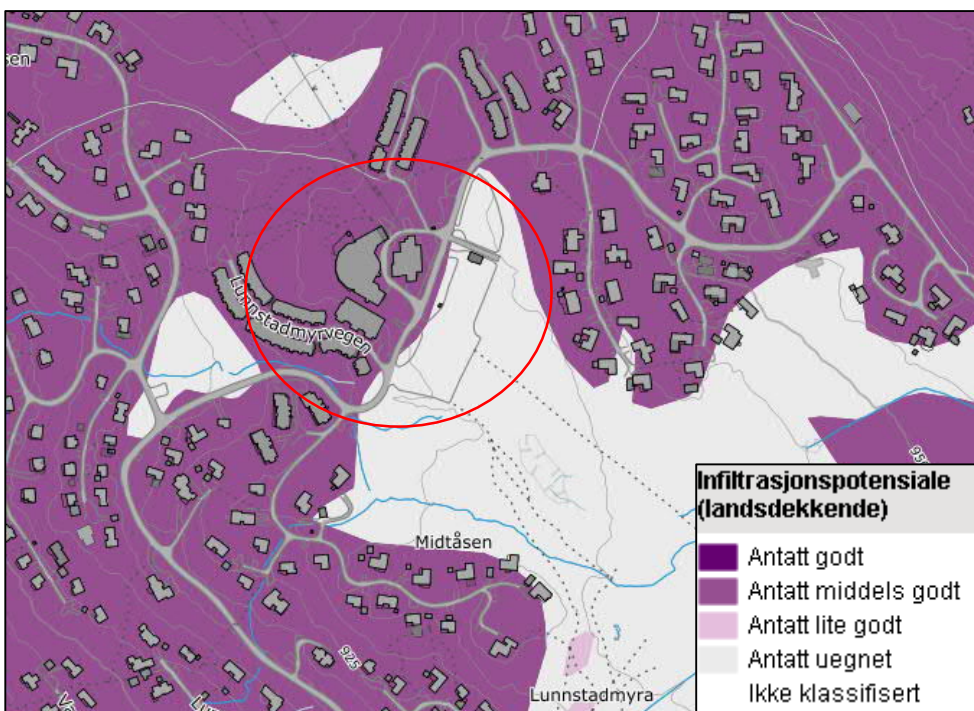 sen
Lunnstadmyrvegen
Midtåsen
925
Lunnstadmyra
Infiltrasjonspotensiale
(landsdekkende)
Antatt godt
Antatt middels godt
Antatt lite godt
Antatt uegnet
Ikke klassifisert